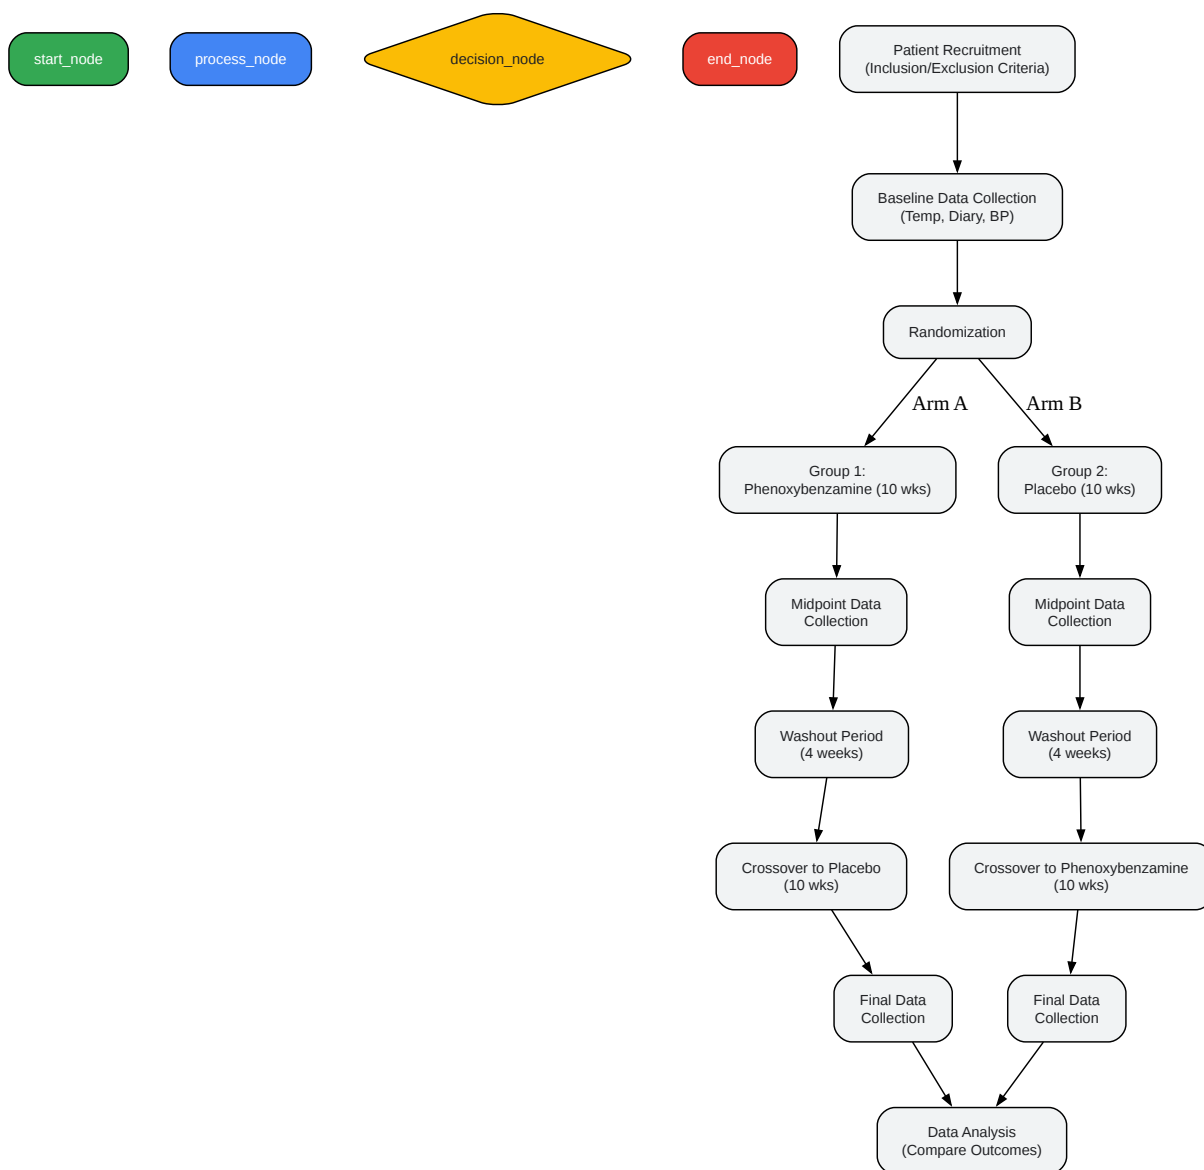 start_node
process_node
decision_node
end_node
Patient Recruitment
(Inclusion/Exclusion Criteria)
Baseline Data Collection
(Temp, Diary, BP)
Randomization
Arm A
Arm B
Group 1:
Phenoxybenzamine (10 wks)
Group 2:
Placebo (10 wks)
Midpoint Data
Collection
Midpoint Data
Collection
Washout Period
(4 weeks)
Washout Period
(4 weeks)
Crossover to Placebo
(10 wks)
Crossover to Phenoxybenzamine
(10 wks)
Final Data
Collection
Final Data
Collection
Data Analysis
(Compare Outcomes)